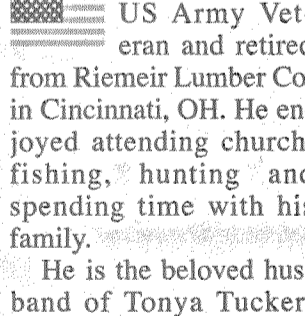 US Army Vet
eran and retired
from Riemeir Lumber Co
in Cincinnati, OH. He en
joyed attending church
fishing, hunting and
spending time with his
family.
He is the beloved hus
band of Tonya Tucker